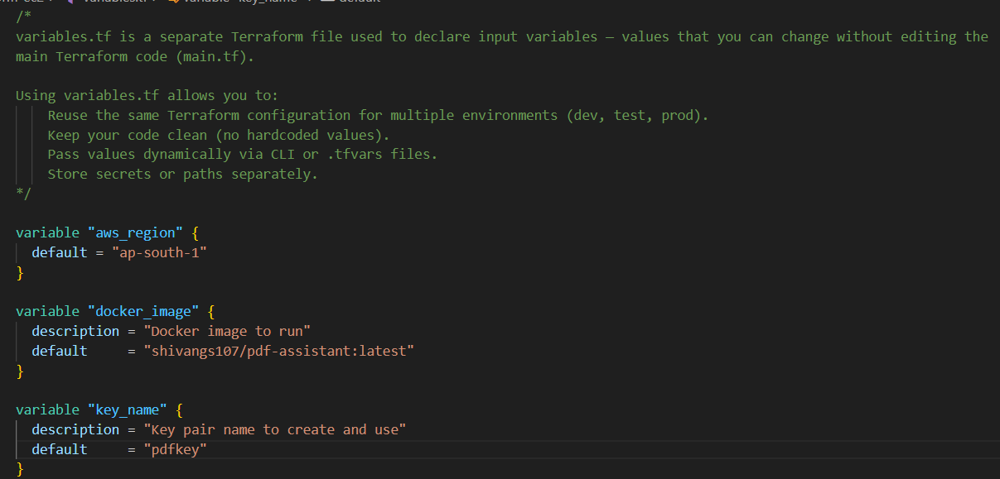 /*
variables.tf is a separate Terraform file used to declare input variables — values that you can change without editing the
main Terraform code (main.tf).
Using variables.tf allows you to:
Reuse the same Terraform configuration for multiple environments (dev, test, prod).
Keep your code clean (no hardcoded values).
Pass values dynamically via CLI or .tfvars files.
Store secrets or paths separately.
*/
variable "aws_region" {
  default = "ap-south-1"
}
variable "docker_image" {
  description = "Docker image to run"
  default     = "shivangs107/pdf-assistant:latest"
}
variable "key_name" {
  description = "Key pair name to create and use"
  default     = "pdfkey"
}